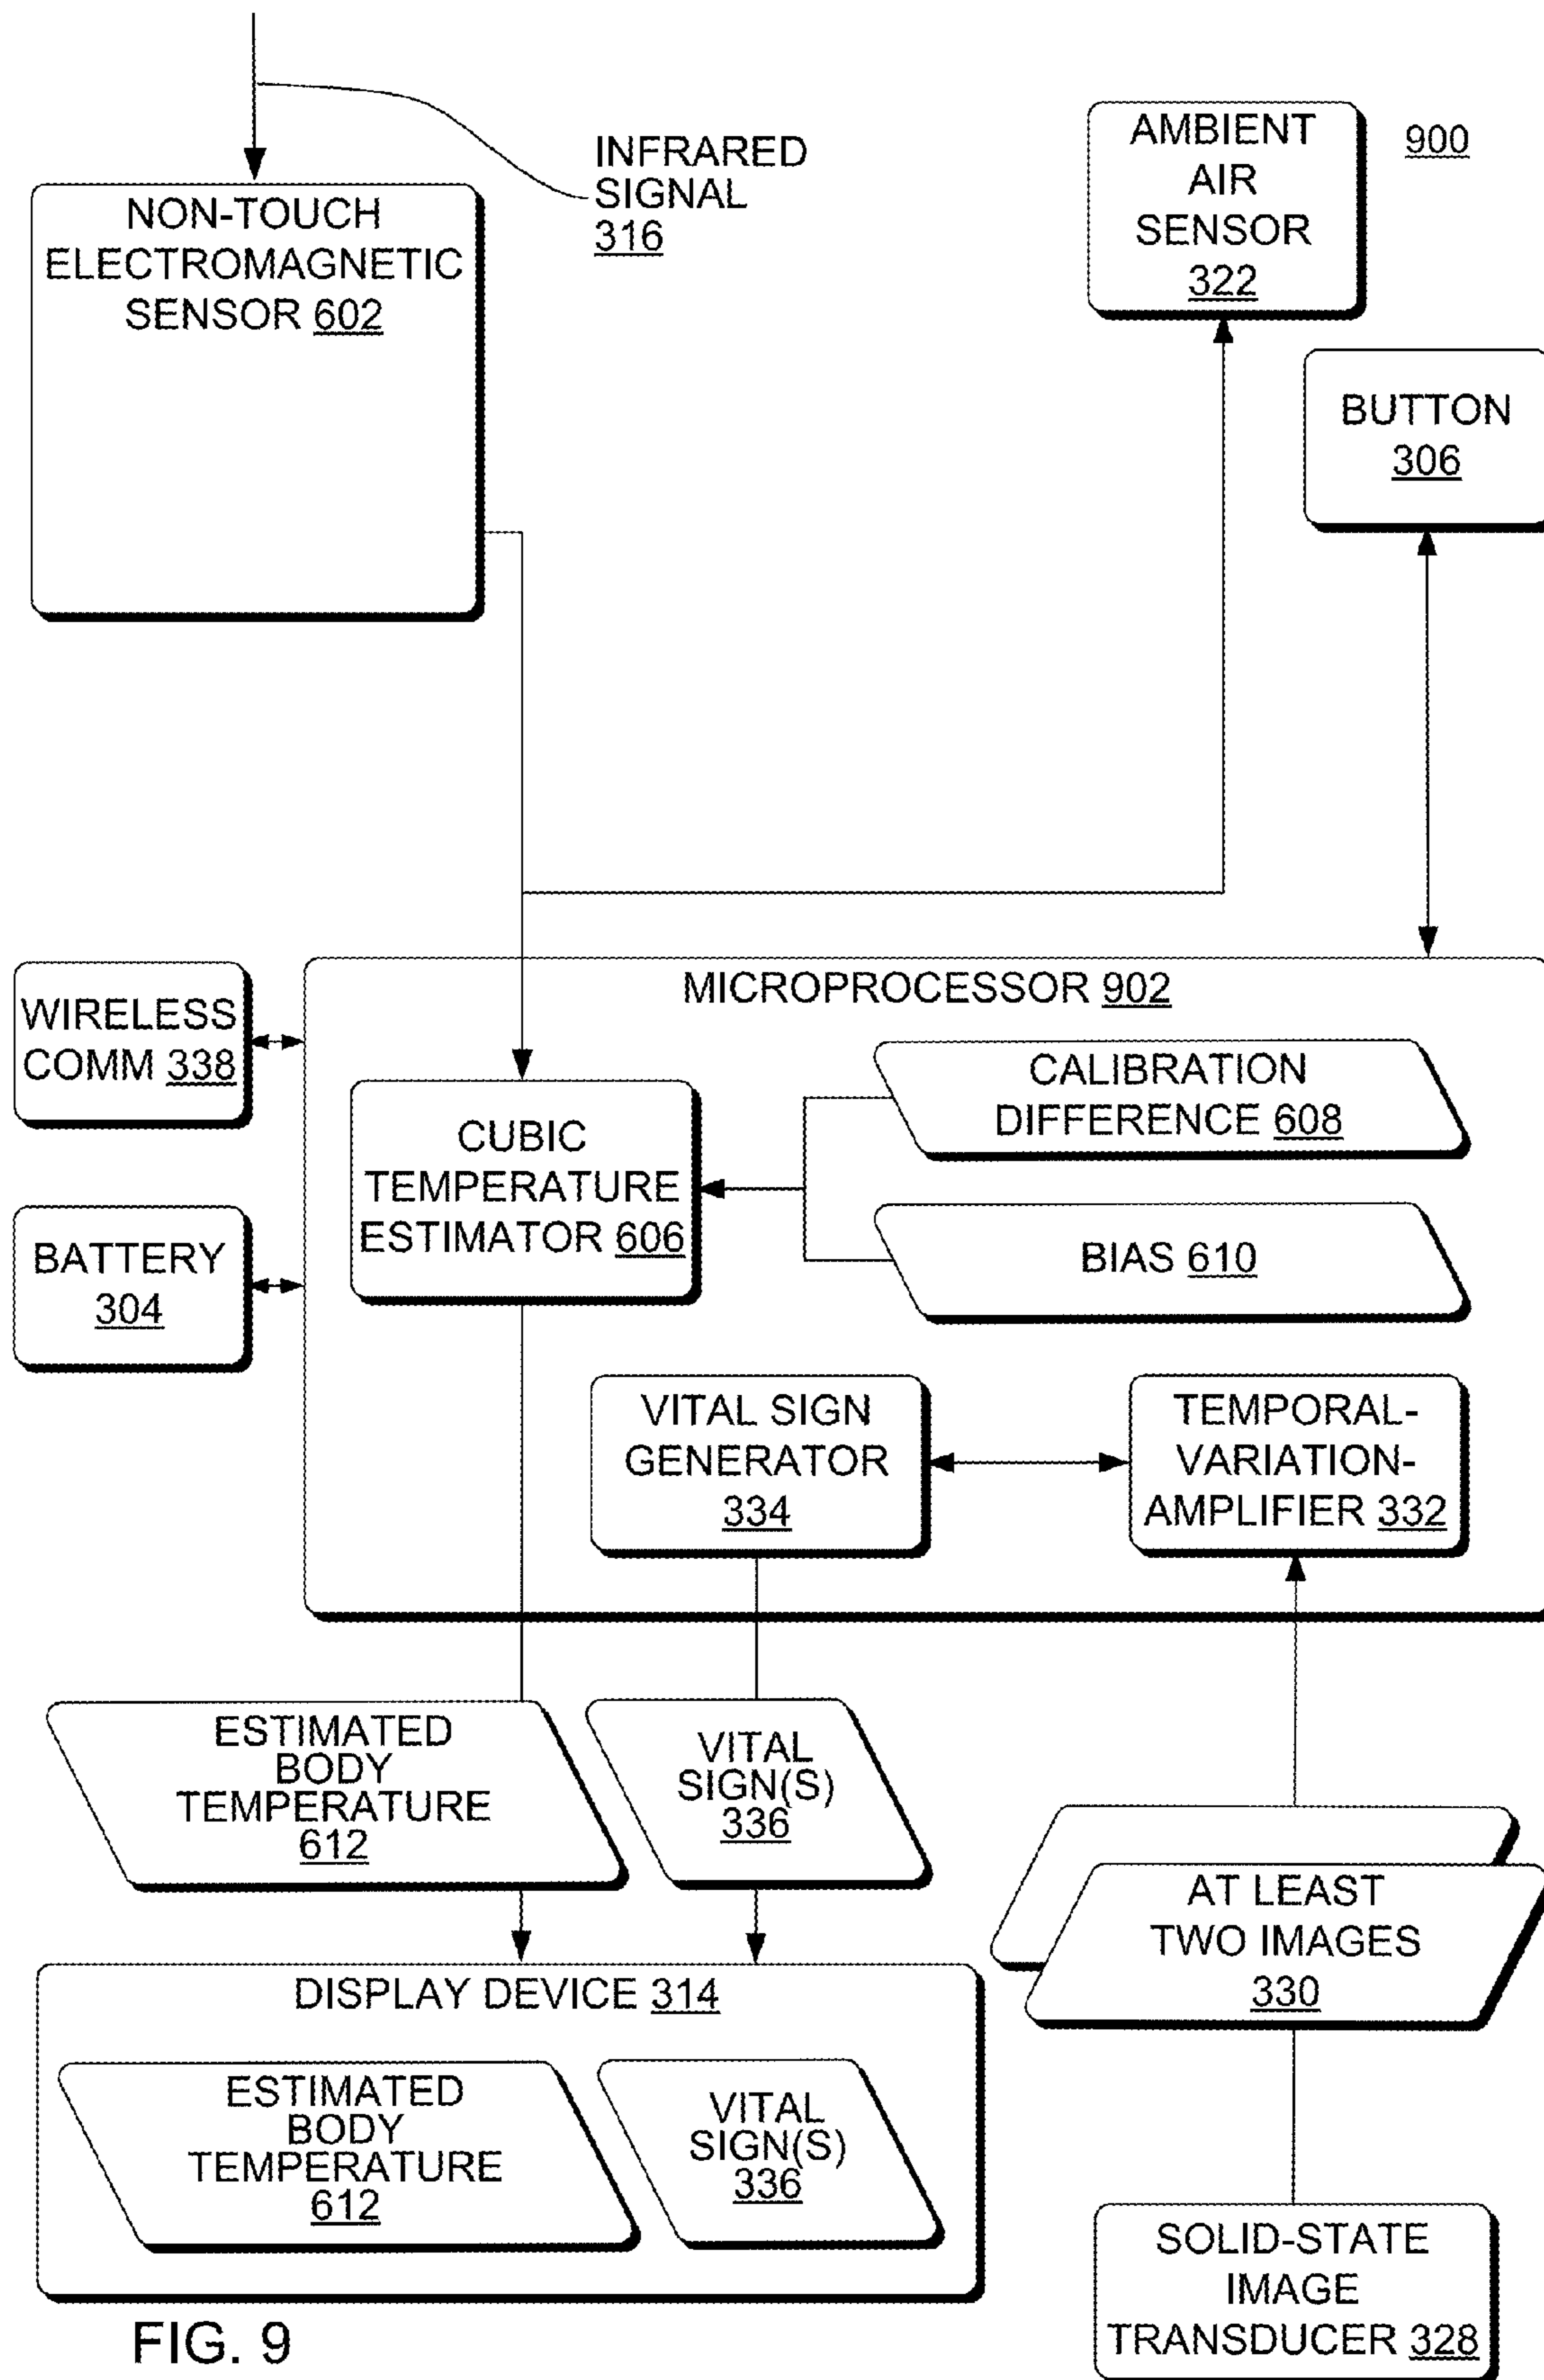 INFRARED
SIGNAL
316
AMBIENT
AIR
SENSOR
322
900
NON-TOUCH
ELECTROMAGNETIC
SENSOR 602
BUTTON
306
MICROPROCESSOR 902
WIRELESS
COMM 338
CALIBRATION
DIFFERENCE 608
CUBIC
TEMPERATURE
ESTIMATOR 606
BIAS 610
BATTERY
304
VITAL SIGN
GENERATOR
334
TEMPORAL-
VARIATION-
AMPLIFIER 332
ESTIMATED
BODY
TEMPERATURE
612
VITAL
SIGN(S)
336
AT LEAST
TWO IMAGES
330
DISPLAY DEVICE 314
ESTIMATED
BODY
TEMPERATURE
612
VITAL
SIGN(S)
336
SOLID-STATE
IMAGE
TRANSDUCER 328
FIG. 9